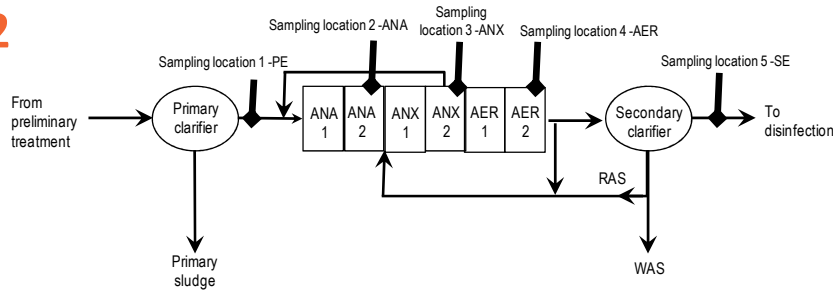 2
Sampling location 2 -ANA
Sampling
location 3 -ANX
Sampling location 4 -AER
Sampling location 1 -PE
Sampling location 5 -SE
From
preliminary
treatment
Primary
clarifier
ANA
1
ANA
2
ANX
1
ANX
2
AER
1
AER
2
Secondary
clarifier
To
disinfection
RAS
Primary
sludge
WAS